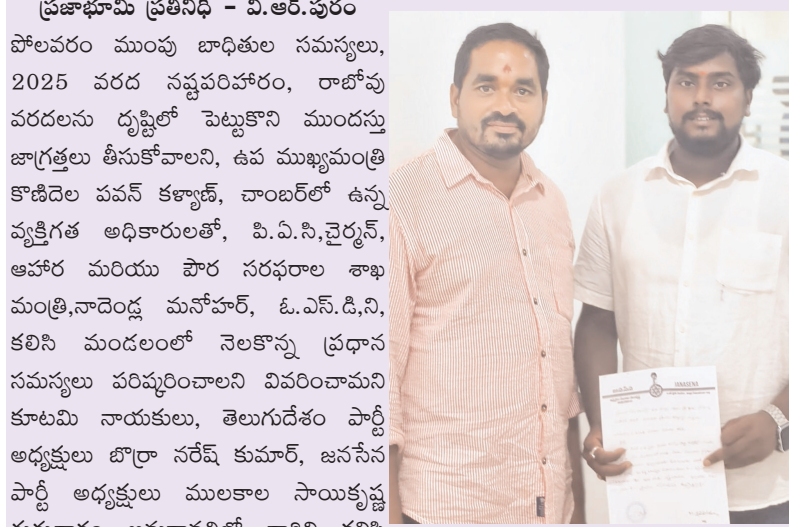 ప్రజాభూమి ప్రతినిధి - వి.ఆర్.పురం
పోలవరం ముంపు బాధితుల సమస్యలు,
2025 వరద నష్టపరిహారం, రాబోవు
వరదలను దృష్టిలో పెట్టుకొని ముందస్తు
జాగ్రత్తలు తీసుకోవాలని, ఉప ముఖ్యమంత్రి
కొణిదెల పవన్ కళ్యాణ్, చాంబర్‌లో ఉన్న
వ్యక్తిగత అధికారులతో, పి.ఏ.సి,చైర్మన్,
ఆహార మరియు పౌర సరఫరాల శాఖ
మంత్రి,నాదెండ్ల మనోహర్, ఓ.ఎస్.డి,ని,
కలిసి మండలంలో నెలకొన్న ప్రధాన
సమస్యలు పరిష్కరించాలని వివరించామని
కూటమి నాయకులు, తెలుగుదేశం పార్టీ
అధ్యక్షులు బొర్రా నరేష్ కుమార్, జనసేన
పార్టీ అధ్యక్షులు ములకాల సాయికృష్ణ
JANASENA